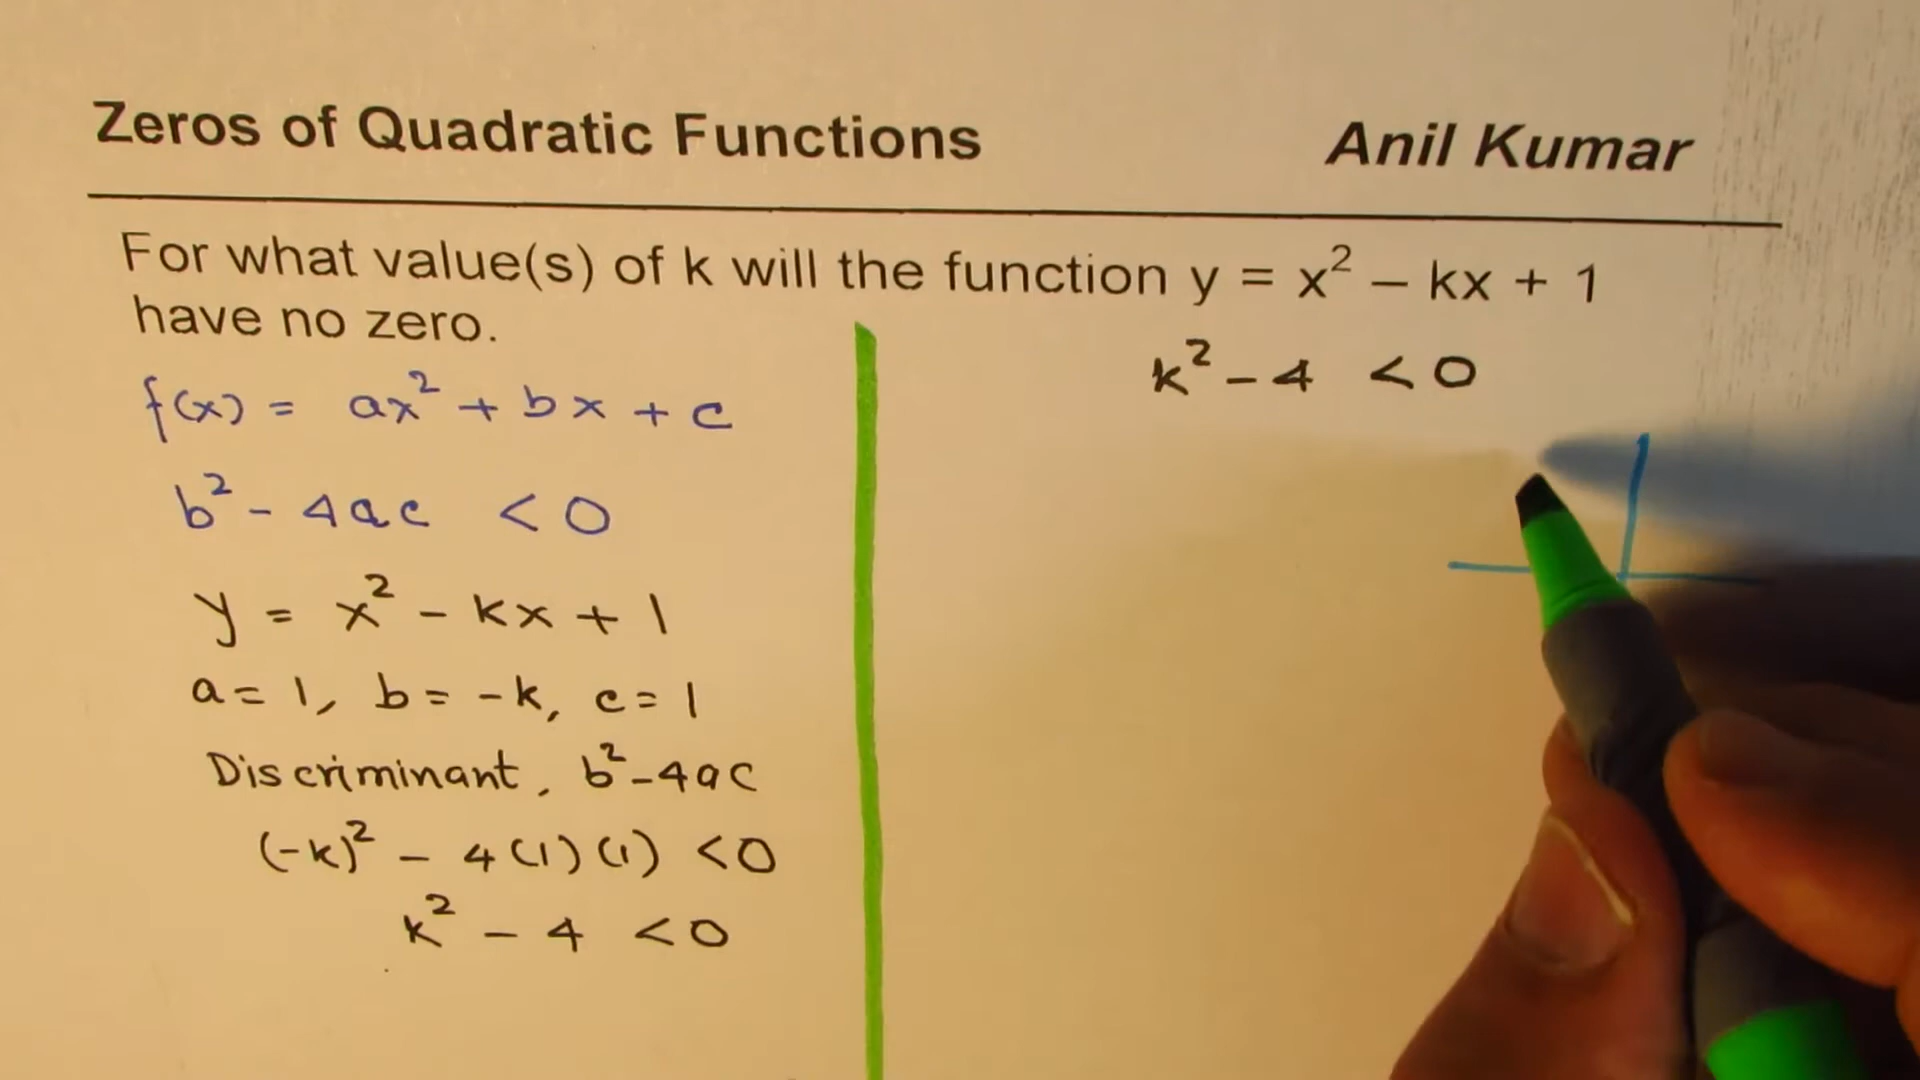 Zeros of Quadratic Functions Anil Kumar
For what value(s) of k will the function y = x² – kx + 1
have no zero.
f(x) = ax² + bx + c
b² - 4ac < 0
y = x² - kx + 1
a = 1, b = -k, c = 1
Discriminant, b² - 4ac
(-k)² - 4(1)(1) < 0
k² - 4 < 0
k² - 4 < 0